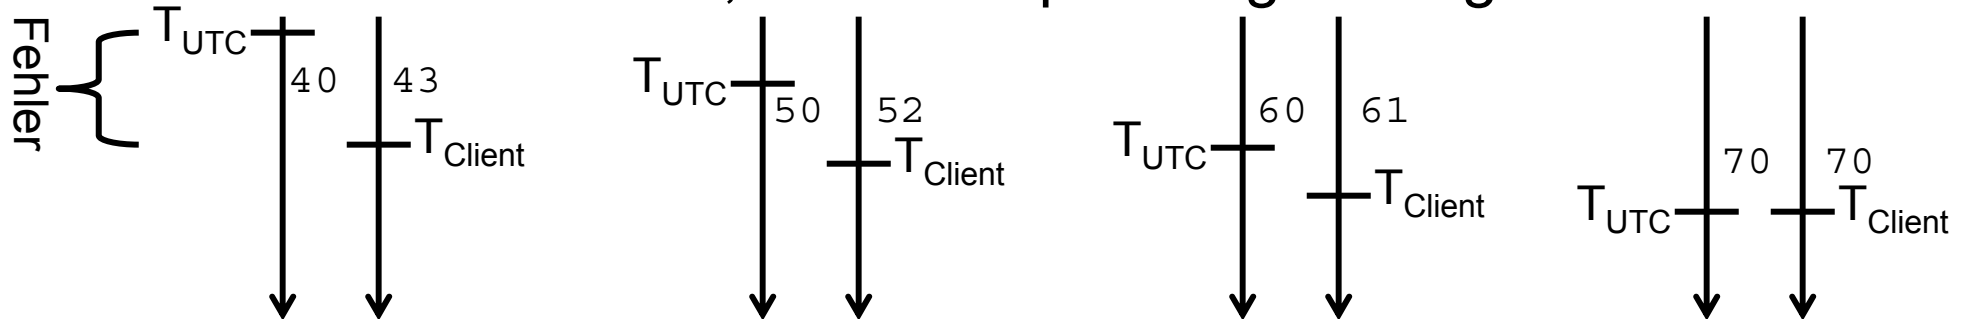 Fehler
T_UTC 40 43 T_Client
T_UTC 50 52 T_Client
T_UTC 60 61 T_Client
T_UTC 70 70 T_Client